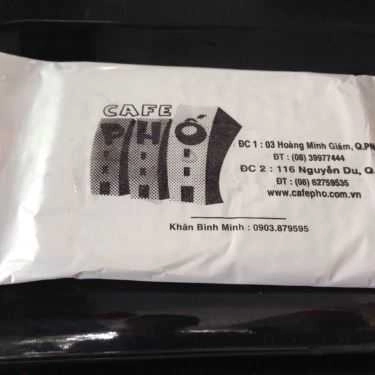 CAFE
PHỐ
ĐC 1 : 03 Hoàng Minh Giám, Q.PN
ĐT : (08) 39977444
ĐC 2 : 116 Nguyễn Du, Q.
ĐT : (08) 62759535
www.cafepho.com.vn
Khăn Bình Minh : 0903.879595